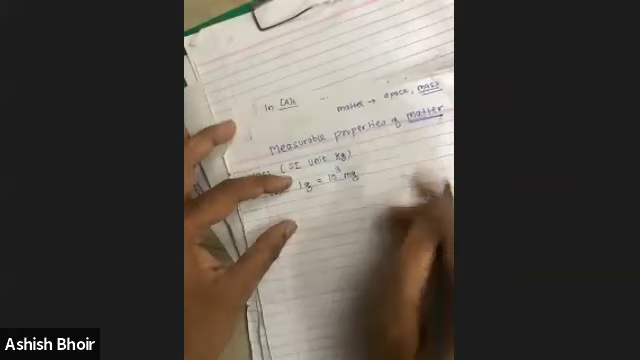 In
matter → space, mass
Measurable properties of matter
(SI unit kg)
1g = 10³ mg
Ashish Bhoir